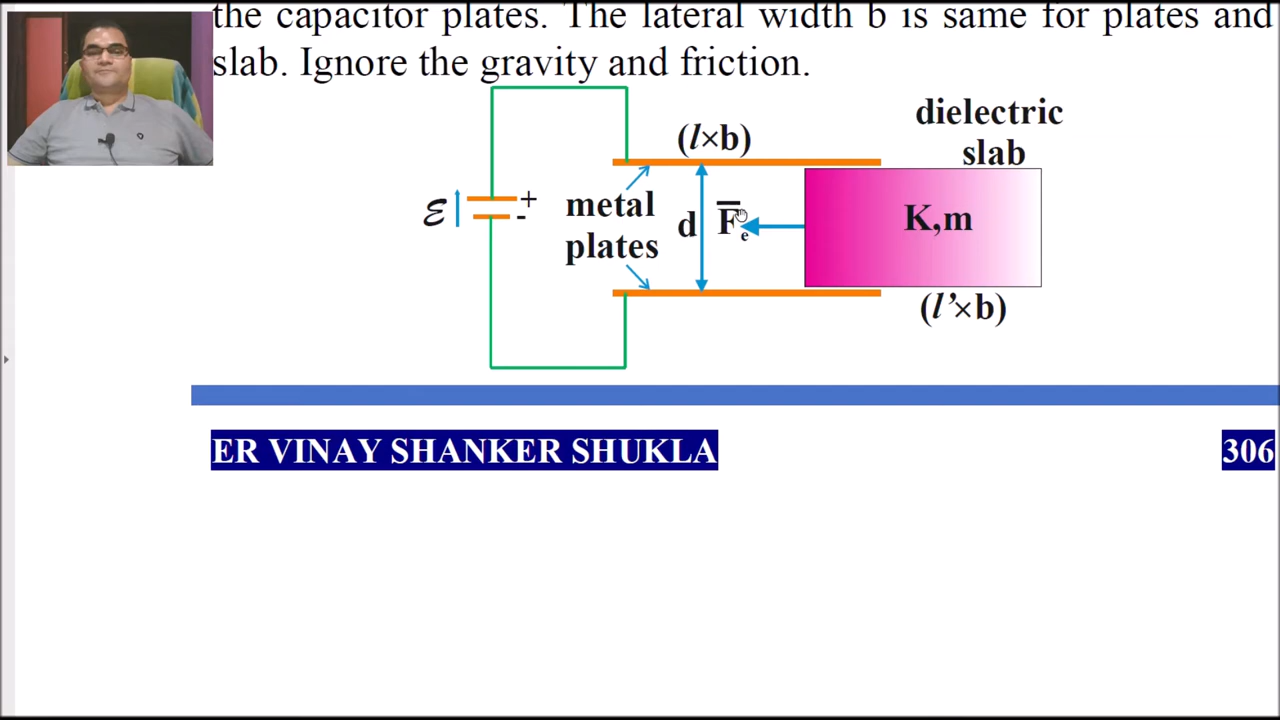 the capacitor plates. The lateral width b is same for plates and
slab. Ignore the gravity and friction.
dielectric
slab
(l×b)
ℰ
+
-
metal
plates
d
F̅e
K,m
(l’×b)
ER VINAY SHANKER SHUKLA
306